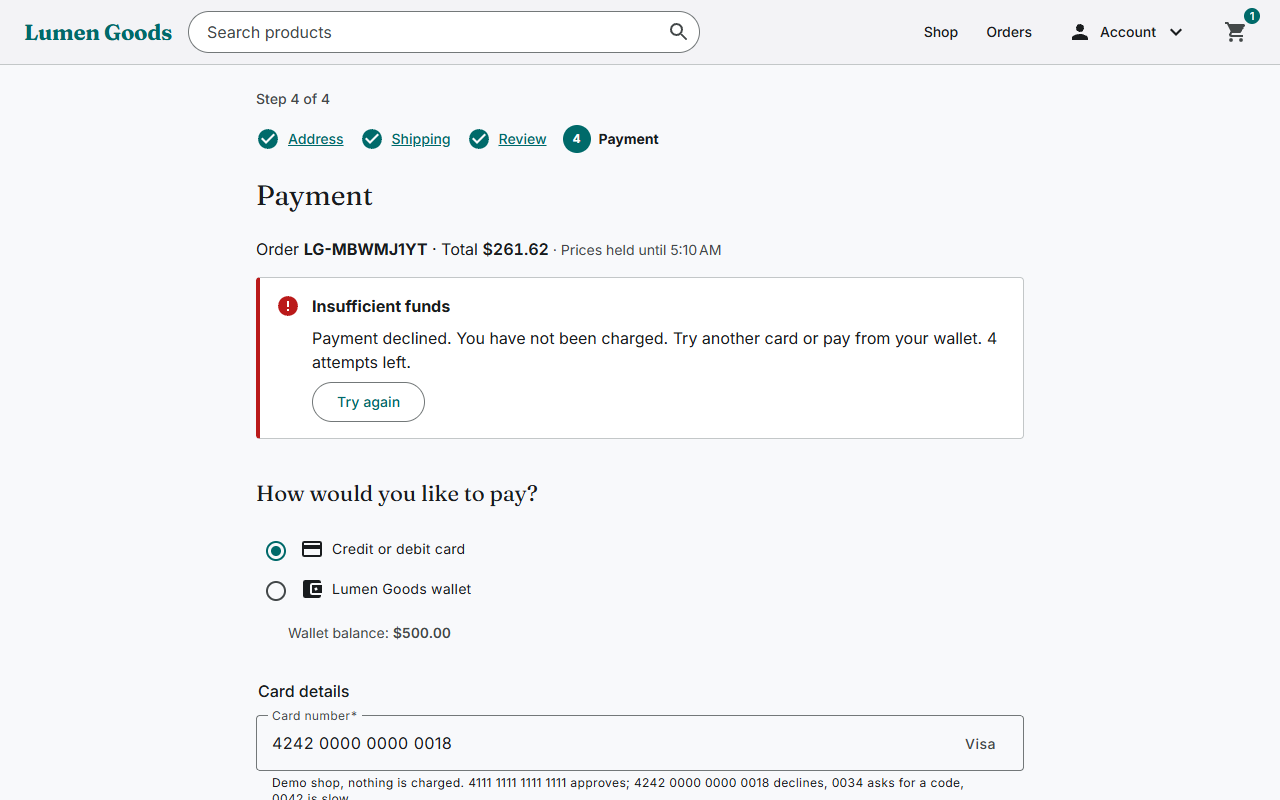 Lumen Goods
Search products
Shop
Orders
Account
1
Step 4 of 4
Address
Shipping
Review
4
Payment
Payment
Order LG-MBWMJ1YT · Total $261.62 · Prices held until 5:10 AM
Insufficient funds
Payment declined. You have not been charged. Try another card or pay from your wallet. 4
attempts left.
Try again
How would you like to pay?
Credit or debit card
Lumen Goods wallet
Wallet balance: $500.00
Card details
Card number*
4242 0000 0000 0018
Visa
Demo shop, nothing is charged. 4111 1111 1111 1111 approves; 4242 0000 0000 0018 declines, 0034 asks for a code,
0042 is slow